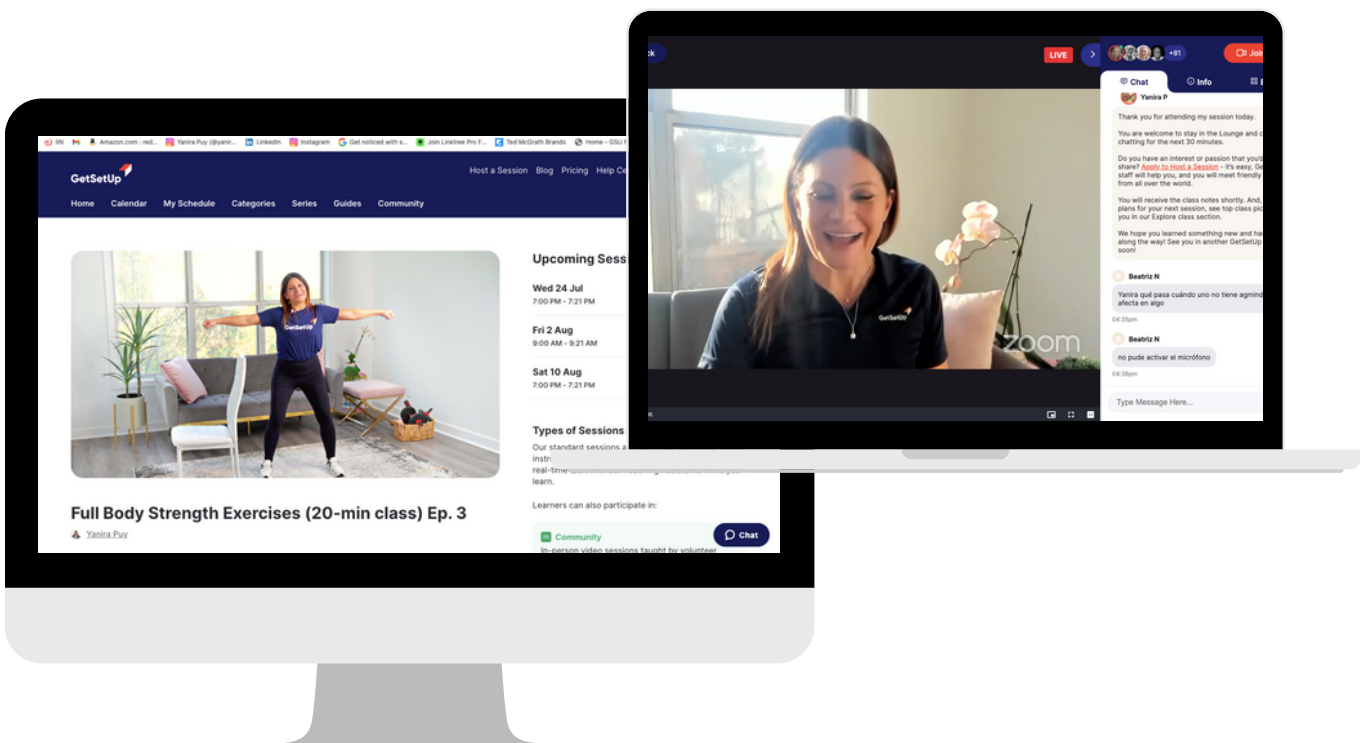 IIN
Amazon.com : red...
Yanira Puy (@yanir...
LinkedIn
Instagram
Get noticed with s...
Join Linktree Pro F...
Ted McGrath Brands
Home – GSU F
GetSetUp
Host a Session Blog Pricing Help Ce
Home Calendar My Schedule Categories Series Guides Community
GetSetUp
Full Body Strength Exercises (20-min class) Ep. 3
Yanira Puy
Upcoming Sess
Wed 24 Jul
7:00 PM - 7:21 PM
Fri 2 Aug
9:00 AM - 9:21 AM
Sat 10 Aug
7:00 PM - 7:21 PM
Types of Sessions
Our standard sessions a
instr
real-time
learn.
Learners can also participate in:
Community
In-person video sessions taught by volunteer
Chat
ck
LIVE
+81
Join
GetSetUp
zoom
Chat Info E
Yanira P
Thank you for attending my session today.
You are welcome to stay in the Lounge and c
chatting for the next 30 minutes.
Do you have an interest or passion that you'd
share? Apply to Host a Session - it's easy, Ge
staff will help you, and you will meet friendly
from all over the world.
You will receive the class notes shortly. And,
plans for your next session, see top class pic
you in our Explore class section.
We hope you learned something new and ha
along the way! See you in another GetSetUp
soon!
Beatriz N
Yanira qué pasa cuándo uno no tiene agmind
afecta en algo
04:35pm
Beatriz N
no pude activar el micrófono
04:36pm
Type Message Here...